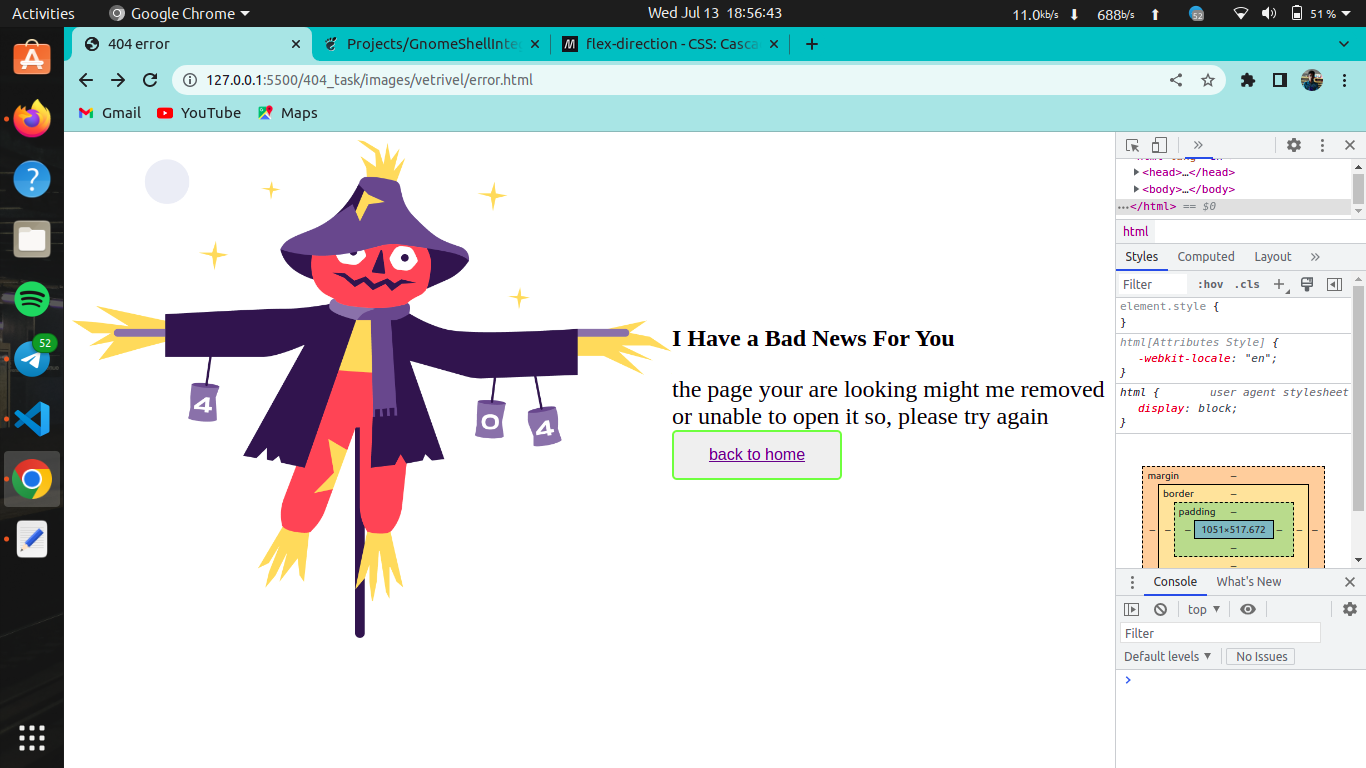 Activities
Google Chrome
Wed Jul 13 18:56:43
11.0kb/s
688b/s
52
51 %
404 error
Projects/GnomeShellInte
flex-direction - CSS: Casca
127.0.0.1:5500/404_task/images/vetrivel/error.html
Gmail
YouTube
Maps
52
4
0
4
I Have a Bad News For You
the page your are looking might me removed
or unable to open it so, please try again
back to home
<head>…</head>
<body>…</body>
</html> == $0
html
Styles
Computed
Layout
Filter
:hov
.cls
element.style {
}
html[Attributes Style] {
-webkit-locale: "en";
}
html {
user agent stylesheet
display: block;
}
margin
–
border
–
padding
–
– – – 1051×517.672 – – –
–
–
Console
What's New
top
Filter
Default levels
No Issues